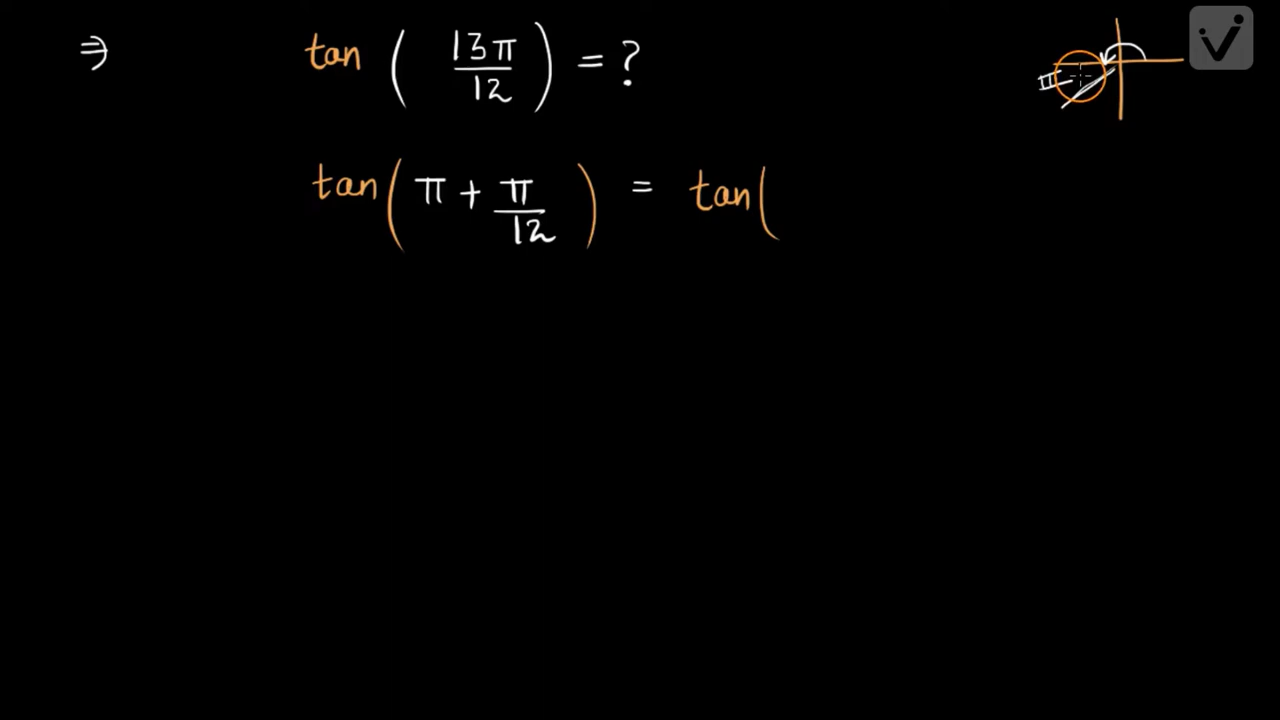 ⇒ tan ( 13π/12 ) = ?
π
tan( π + π/12 ) = tan(